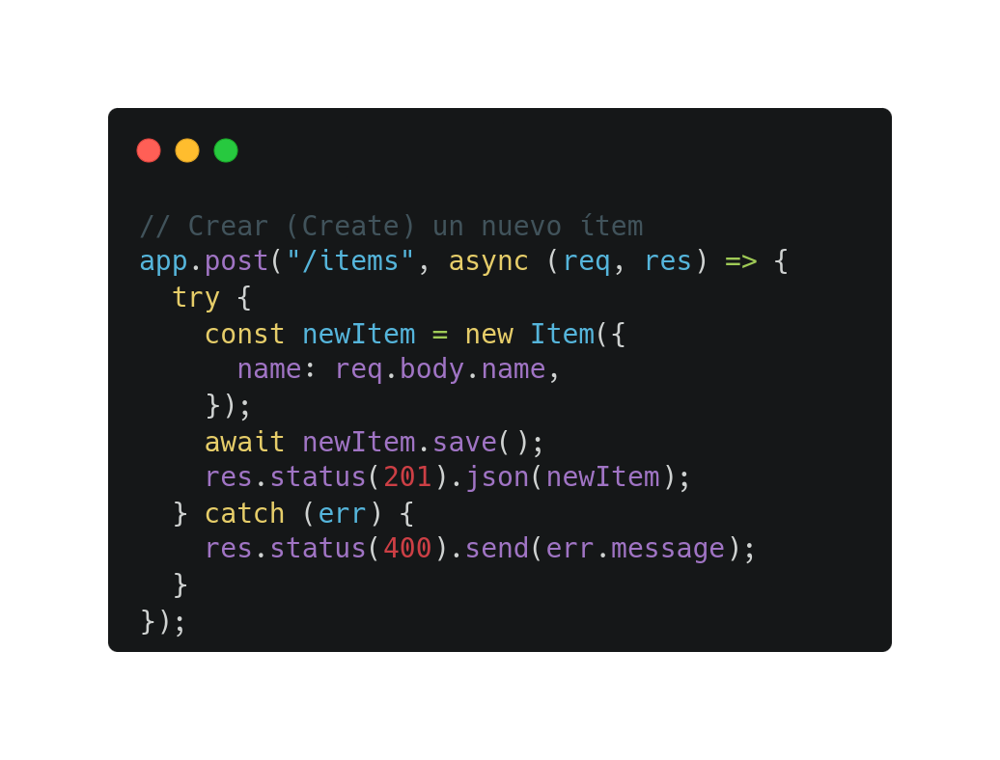 // Crear (Create) un nuevo ítem
app.post("/items", async (req, res) => {
  try {
    const newItem = new Item({
      name: req.body.name,
    });
    await newItem.save();
    res.status(201).json(newItem);
  } catch (err) {
    res.status(400).send(err.message);
  }
});